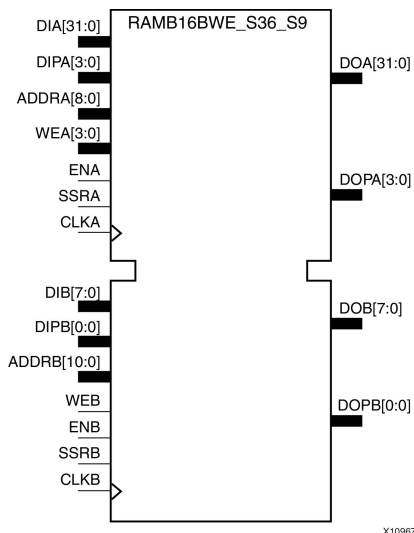 RAMB16BWE_S36_S9
DIA[31:0]
DIPA[3:0]
ADDRA[8:0]
WEA[3:0]
ENA
SSRA
CLKA
DOA[31:0]
DOPA[3:0]
DIB[7:0]
DIPB[0:0]
ADDRB[10:0]
WEB
ENB
SSRB
CLKB
DOB[7:0]
DOPB[0:0]
X10967